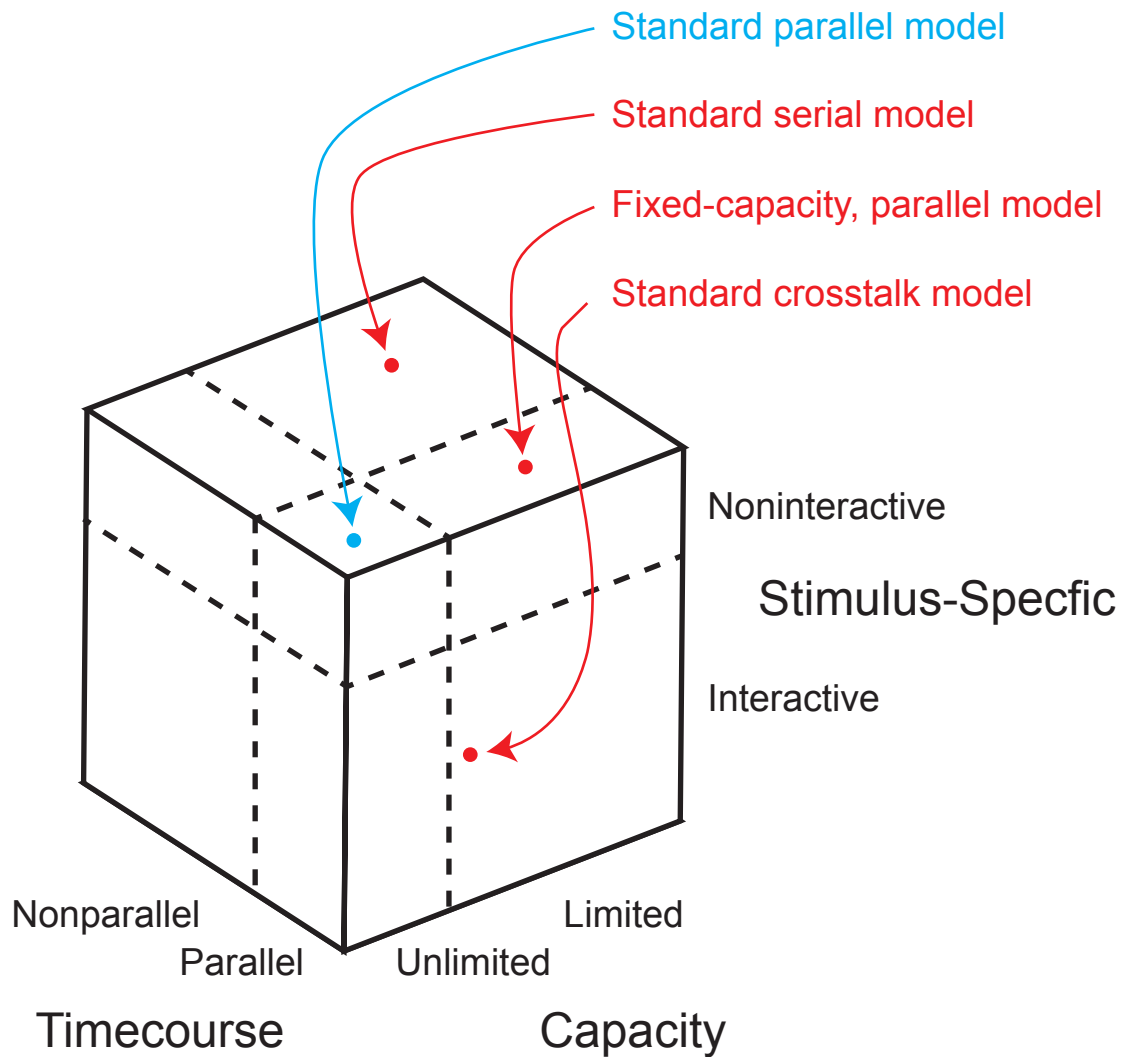 Standard parallel model
Standard serial model
Fixed-capacity, parallel model
Standard crosstalk model
Noninteractive
Stimulus-Specfic
Interactive
Nonparallel
Limited
Parallel
Unlimited
Timecourse
Capacity